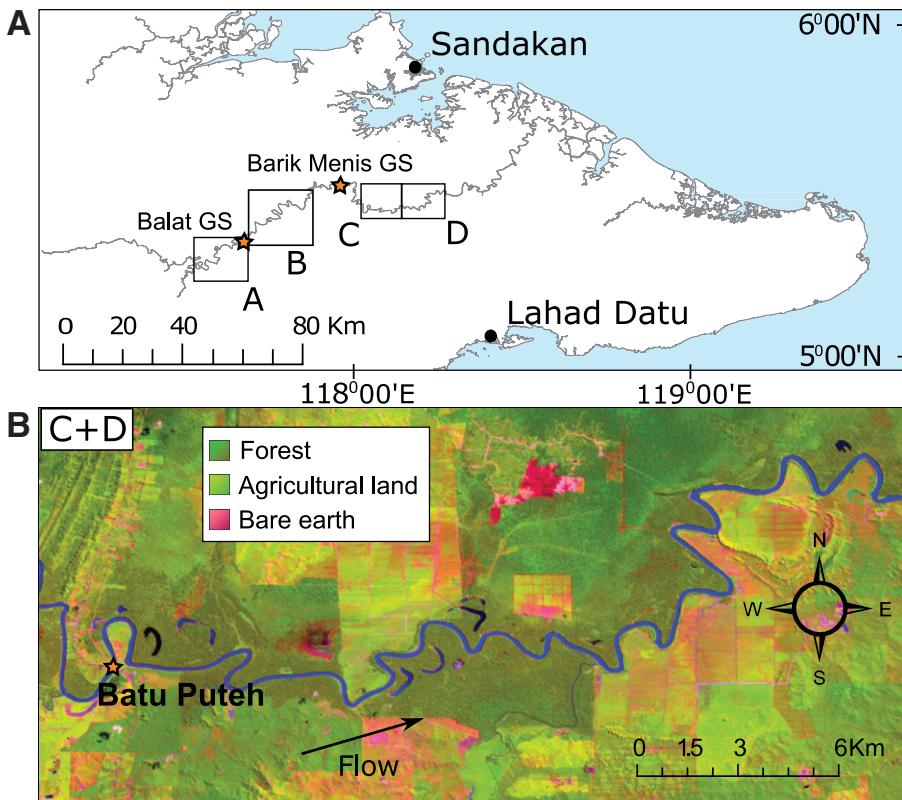 A
6⁰00'N
Sandakan
Barik Menis GS
Balat GS
C
D
B
A
Lahad Datu
0 20 40 80 Km
5⁰00'N
118⁰00'E
119⁰00'E
B
C+D
Forest
Agricultural land
Bare earth
N
W
E
S
Batu Puteh
Flow
0 1.5 3 6Km